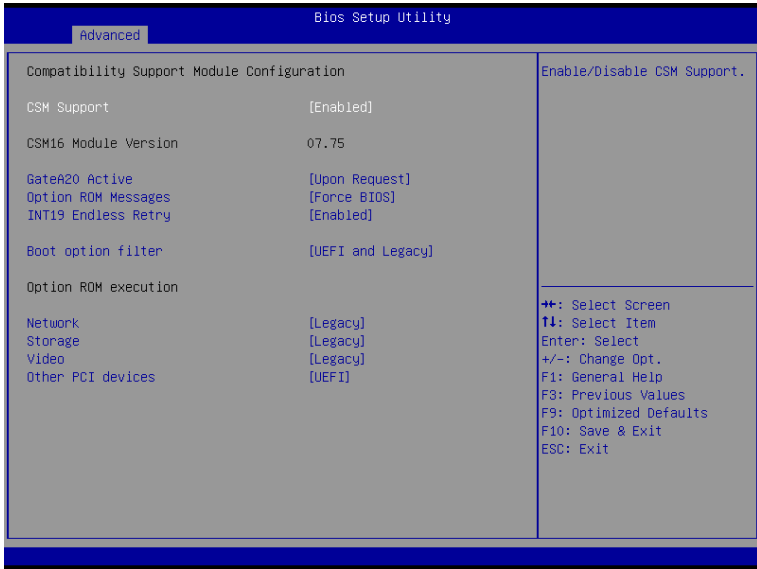 Bios Setup Utility
Advanced
Compatibility Support Module Configuration
CSM Support [Enabled]
CSM16 Module Version 07.75
GateA20 Active [Upon Request]
Option ROM Messages [Force BIOS]
INT19 Endless Retry [Enabled]
Boot option filter [UEFI and Legacy]
Option ROM execution
Network [Legacy]
Storage [Legacy]
Video [Legacy]
Other PCI devices [UEFI]
Enable/Disable CSM Support.
→←: Select Screen
↑↓: Select Item
Enter: Select
+/-: Change Opt.
F1: General Help
F3: Previous Values
F9: Optimized Defaults
F10: Save & Exit
ESC: Exit